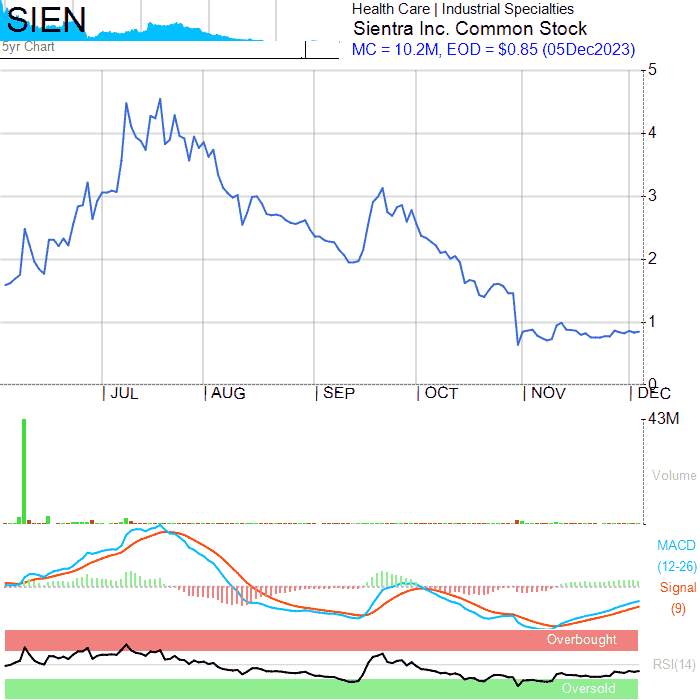 SIEN
5yr Chart
Health Care | Industrial Specialties
Sientra Inc. Common Stock
MC = 10.2M, EOD = $0.85 (05Dec2023)
5
4
3
2
1
0
JUL
AUG
SEP
OCT
NOV
DEC
43M
Volume
MACD
(12-26)
Signal
(9)
Overbought
RSI(14)
Oversold